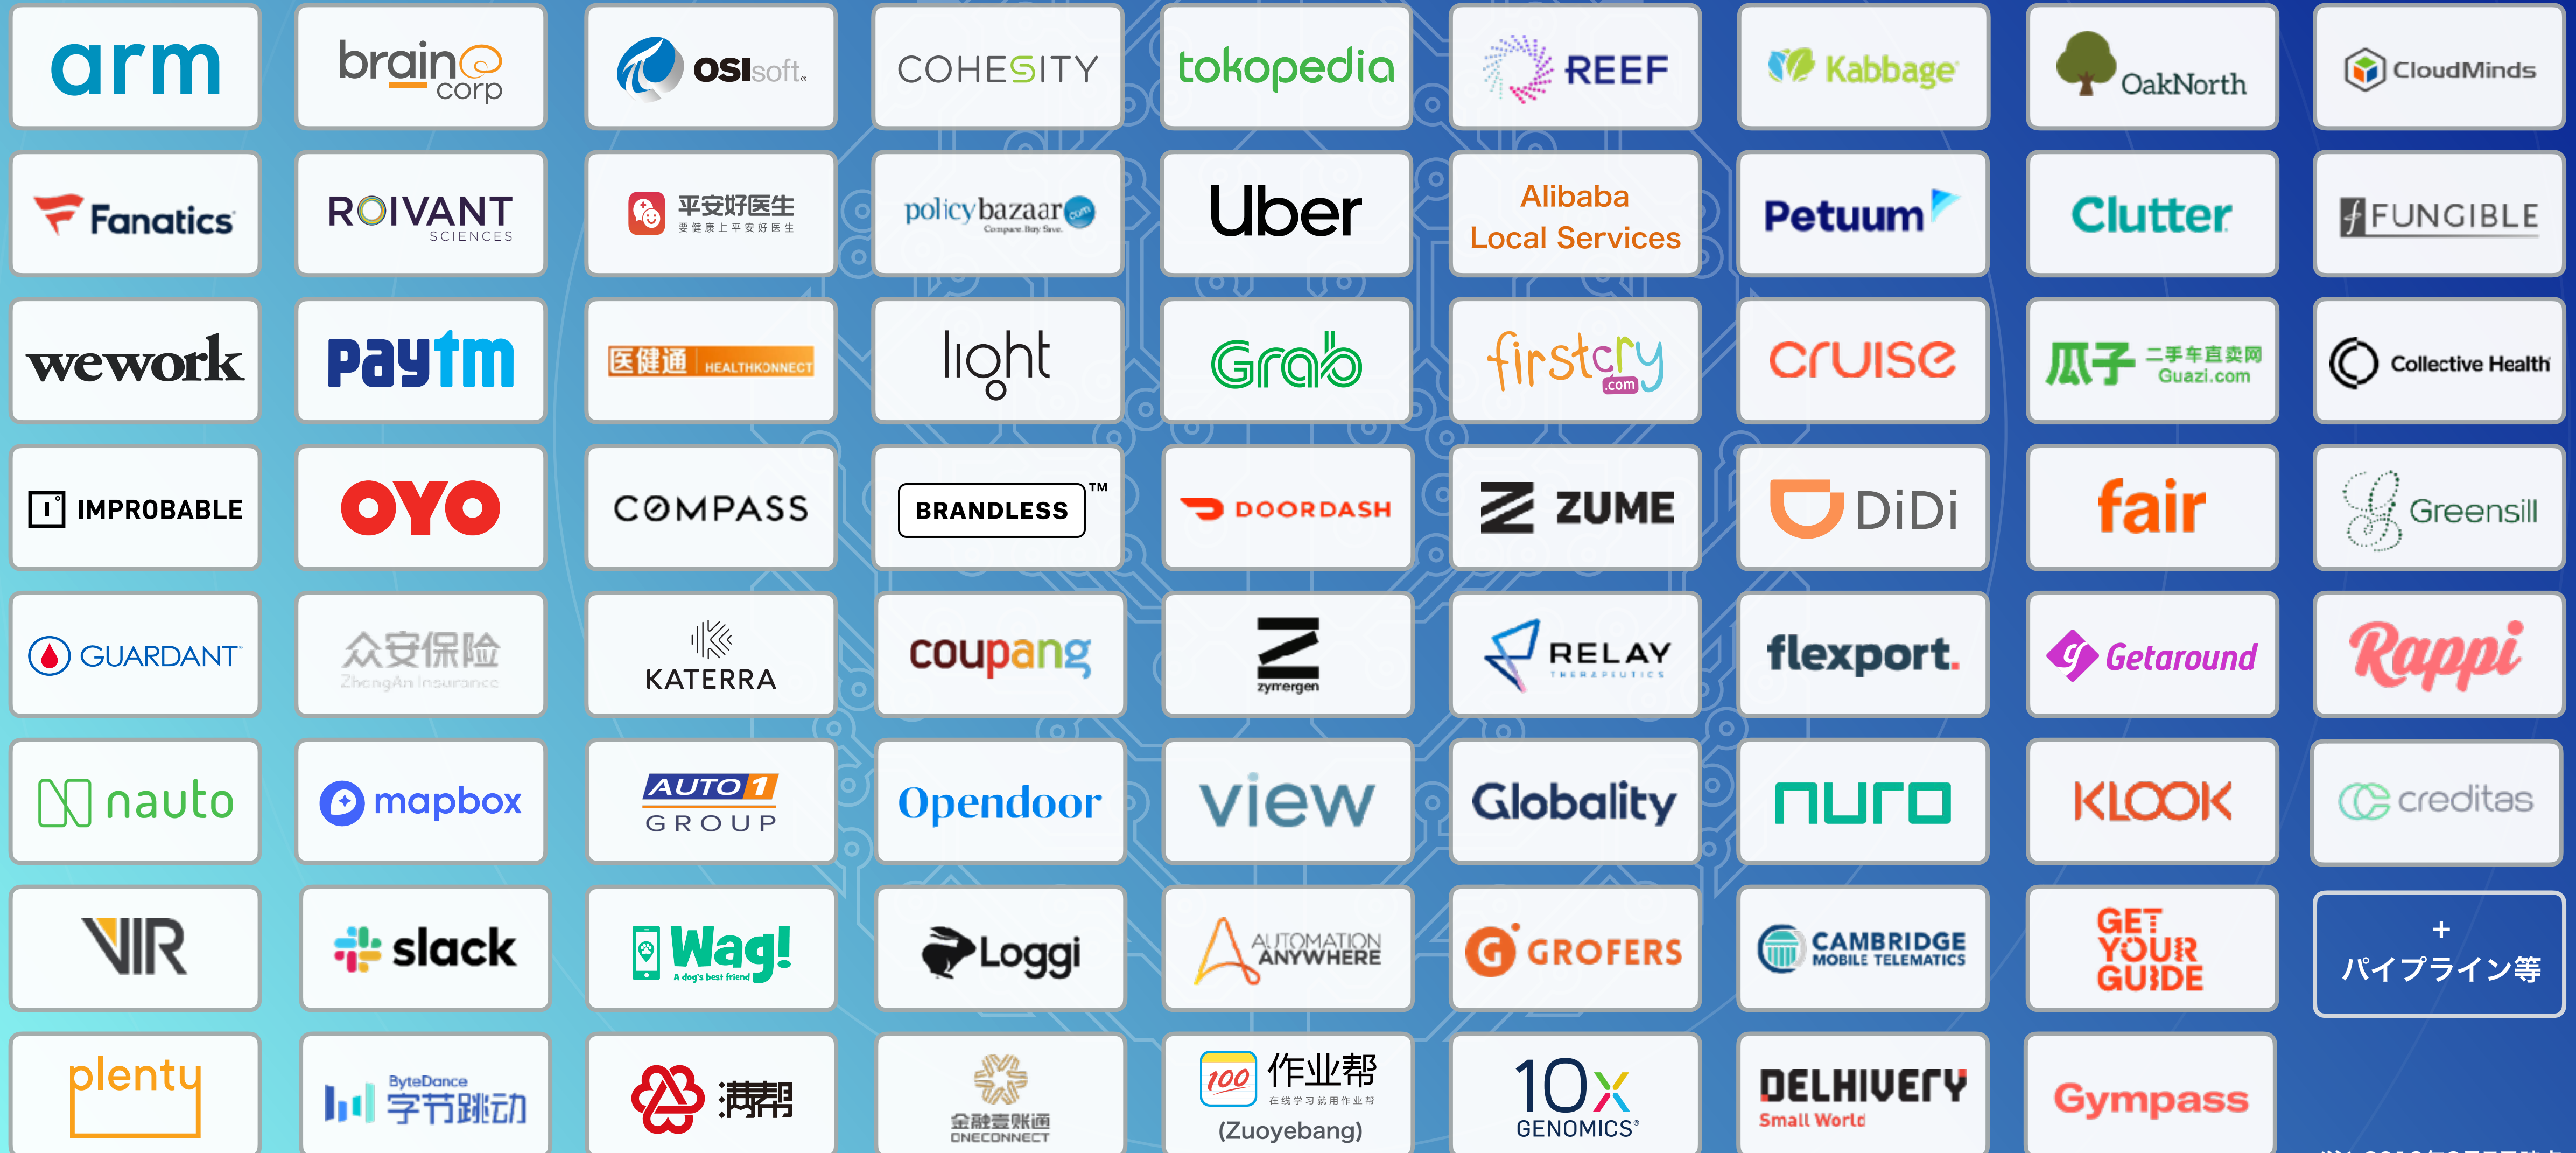 arm
brain corp
OSIsoft.
COHESITY
tokopedia
REEF
Kabbage
OakNorth
CloudMinds
Fanatics
ROIVANT
SCIENCES
平安好医生
要健康上平安好医生
policybazaar.com
Compare. Buy. Save.
Uber
Alibaba
Local Services
Petuum
Clutter
FUNGIBLE
wework
paytm
医健通 HEALTHKONNECT
light
Grab
firstcry
.com
cruise
瓜子 二手车直卖网
Guazi.com
Collective Health
IMPROBABLE
OYO
COMPASS
BRANDLESS™
DOORDASH
ZUME
DiDi
fair
Greensill
GUARDANT
众安保险
ZhongAn Insurance
KATERRA
coupang
zymergen
RELAY
THERAPEUTICS
flexport.
Getaround
Rappi
nauto
mapbox
AUTO1
GROUP
Opendoor
view
Globality
nuro
KLOOK
creditas
VIR
slack
Wag!
A dog's best friend
Loggi
AUTOMATION
ANYWHERE
GROFERS
CAMBRIDGE
MOBILE TELEMATICS
GET
YOUR
GUIDE
+
パイプライン等
plenty
ByteDance
字节跳动
满帮
金融壹账通
ONECONNECT
100 作业帮
在线学习就用作业帮
(Zuoyebang)
10X
GENOMICS®
DELHIVERY
Small World
Gympass